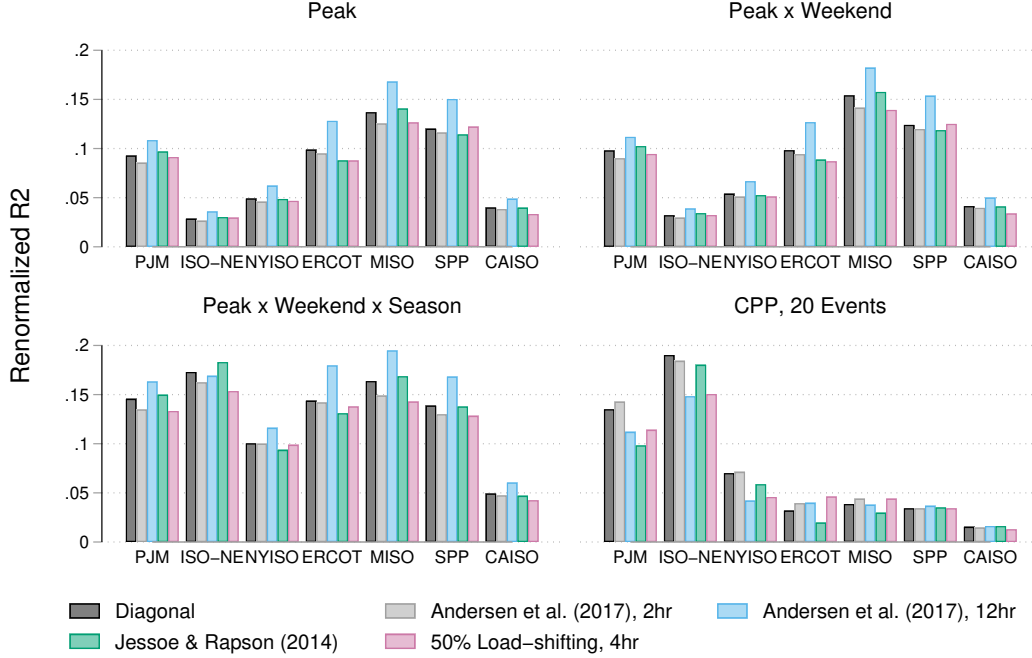 Peak
Peak x Weekend
Renormalized R2
.2
.15
.1
.05
0
PJM ISO−NE NYISO ERCOT MISO SPP CAISO
PJM ISO−NE NYISO ERCOT MISO SPP CAISO
Peak x Weekend x Season
CPP, 20 Events
.2
.15
.1
.05
0
PJM ISO−NE NYISO ERCOT MISO SPP CAISO
PJM ISO−NE NYISO ERCOT MISO SPP CAISO
Diagonal
Andersen et al. (2017), 2hr
Andersen et al. (2017), 12hr
Jessoe & Rapson (2014)
50% Load−shifting, 4hr